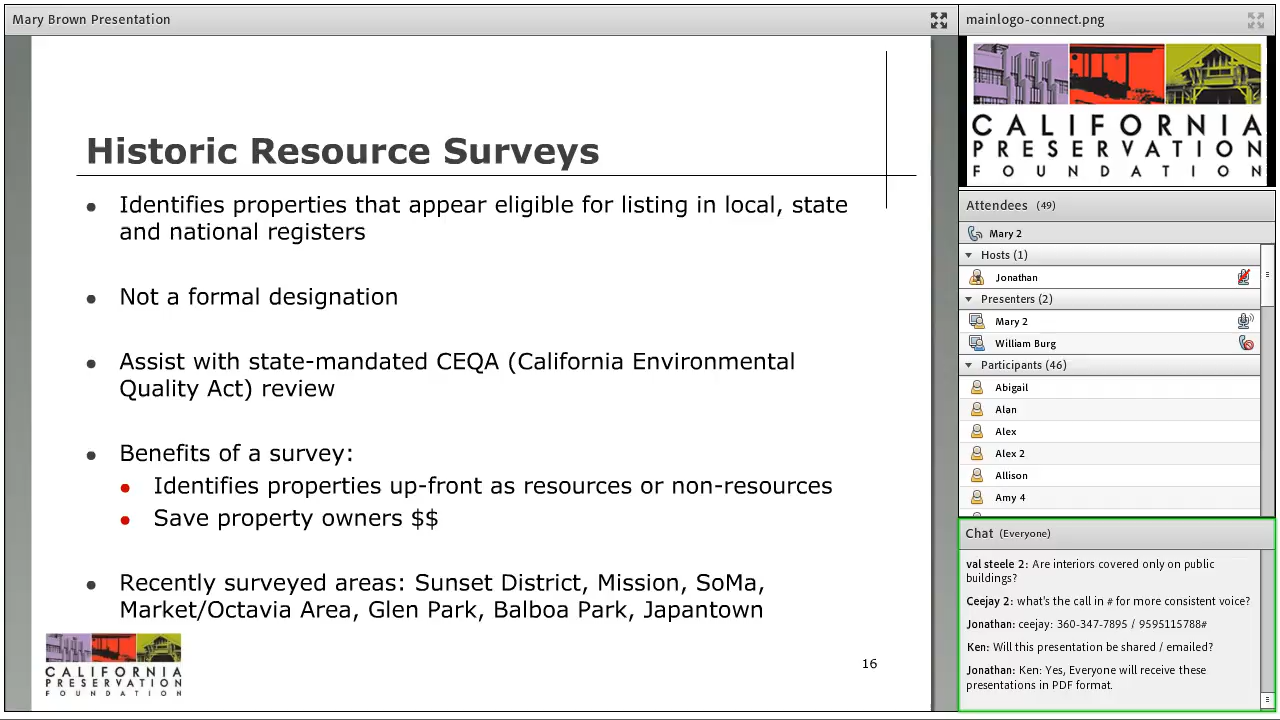 Mary Brown Presentation
Historic Resource Surveys
Identifies properties that appear eligible for listing in local, state
and national registers
Not a formal designation
Assist with state-mandated CEQA (California Environmental
Quality Act) review
Benefits of a survey:
Identifies properties up-front as resources or non-resources
Save property owners $$
Recently surveyed areas: Sunset District, Mission, SoMa,
Market/Octavia Area, Glen Park, Balboa Park, Japantown
CALIFORNIA
PRESERVATION
FOUNDATION
16
mainlogo-connect.png
CALIFORNIA
PRESERVATION
FOUNDATION
Attendees (49)
Mary 2
Hosts (1)
Jonathan
Presenters (2)
Mary 2
William Burg
Participants (46)
Abigail
Alan
Alex
Alex 2
Allison
Amy 4
Chat (Everyone)
val steele 2: Are interiors covered only on public
buildings?
Ceejay 2: what's the call in # for more consistent voice?
Jonathan: ceejay: 360-347-7895 / 9595115788#
Ken: Will this presentation be shared / emailed?
Jonathan: Ken: Yes, Everyone will receive these
presentations in PDF format.